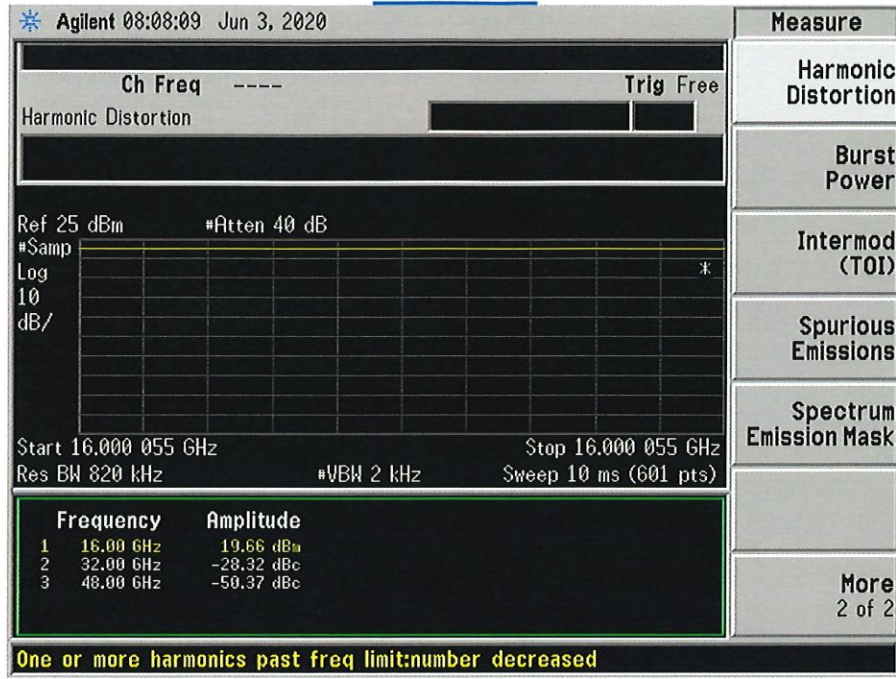 Agilent 08:08:09 Jun 3, 2020
Measure
Ch Freq ---- Trig Free
Harmonic Distortion
Harmonic
Distortion
Burst
Power
Ref 25 dBm #Atten 40 dB
#Samp
Log
10
dB/
*
Intermod
(TOI)
Spurious
Emissions
Spectrum
Emission Mask
Start 16.000 055 GHz Stop 16.000 055 GHz
Res BW 820 kHz #VBW 2 kHz Sweep 10 ms (601 pts)
Frequency Amplitude
1 16.00 GHz 19.66 dBm
2 32.00 GHz -28.32 dBc
3 48.00 GHz -50.37 dBc
More
2 of 2
One or more harmonics past freq limit:number decreased